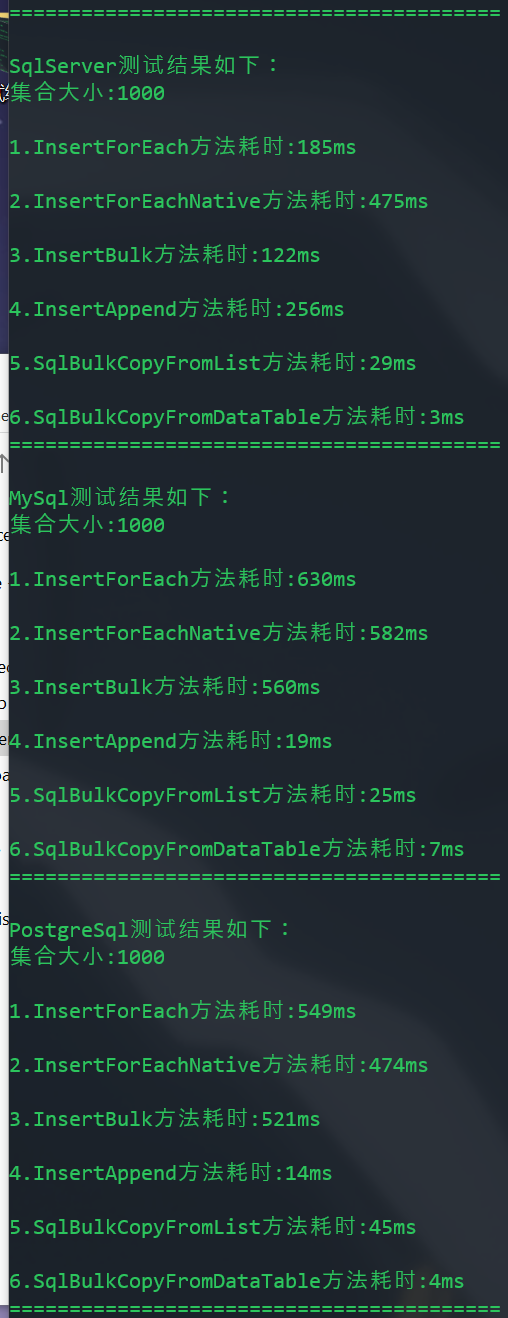 =========================================
SqlServer测试结果如下：
集合大小:1000
1.InsertForEach方法耗时:185ms
2.InsertForEachNative方法耗时:475ms
3.InsertBulk方法耗时:122ms
4.InsertAppend方法耗时:256ms
5.SqlBulkCopyFromList方法耗时:29ms
6.SqlBulkCopyFromDataTable方法耗时:3ms
=========================================
MySql测试结果如下：
集合大小:1000
1.InsertForEach方法耗时:630ms
2.InsertForEachNative方法耗时:582ms
3.InsertBulk方法耗时:560ms
4.InsertAppend方法耗时:19ms
5.SqlBulkCopyFromList方法耗时:25ms
6.SqlBulkCopyFromDataTable方法耗时:7ms
=========================================
PostgreSql测试结果如下：
集合大小:1000
1.InsertForEach方法耗时:549ms
2.InsertForEachNative方法耗时:474ms
3.InsertBulk方法耗时:521ms
4.InsertAppend方法耗时:14ms
5.SqlBulkCopyFromList方法耗时:45ms
6.SqlBulkCopyFromDataTable方法耗时:4ms
=========================================